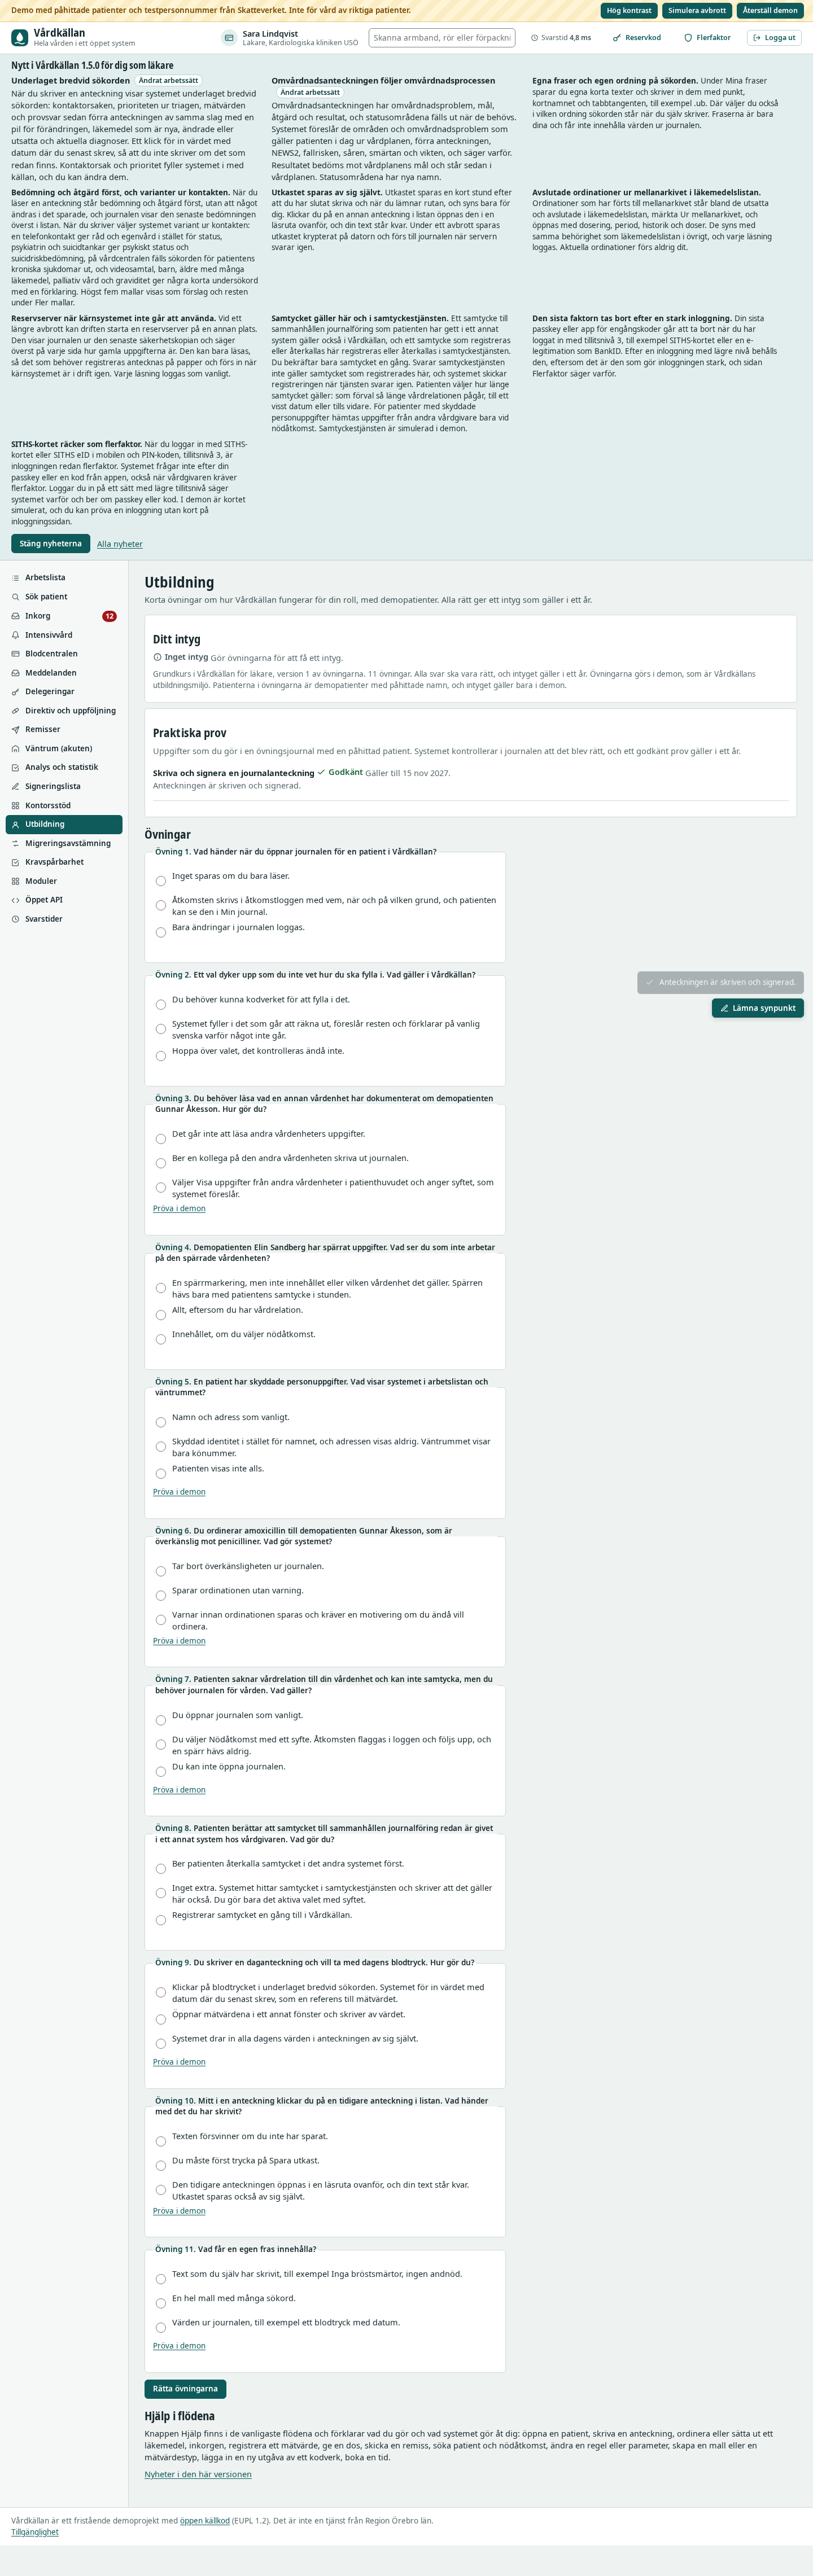 Demo med påhittade patienter och testpersonnummer från Skatteverket. Inte för vård av riktiga patienter.
Hög kontrast
Simulera avbrott
Återställ demon
Vårdkällan
Hela vården i ett öppet system
Sara Lindqvist
Läkare, Kardiologiska kliniken USÖ
Skanna armband, rör eller förpackni
Svarstid 4,8 ms
Reservkod
Flerfaktor
Logga ut
Nytt i Vårdkällan 1.5.0 för dig som läkare
Underlaget bredvid sökorden Ändrat arbetssätt
När du skriver en anteckning visar systemet underlaget bredvid
sökorden: kontaktorsaken, prioriteten ur triagen, mätvärden
och provsvar sedan förra anteckningen av samma slag med en
pil för förändringen, läkemedel som är nya, ändrade eller
utsatta och aktuella diagnoser. Ett klick för in värdet med
datum där du senast skrev, så att du inte skriver om det som
redan finns. Kontaktorsak och prioritet fyller systemet i med
källan, och du kan ändra dem.
Omvårdnadsanteckningen följer omvårdnadsprocessen
Ändrat arbetssätt
Omvårdnadsanteckningen har omvårdnadsproblem, mål,
åtgärd och resultat, och statusområdena fälls ut när de behövs.
Systemet föreslår de områden och omvårdnadsproblem som
gäller patienten i dag ur vårdplanen, förra anteckningen,
NEWS2, fallrisken, såren, smärtan och vikten, och säger varför.
Resultatet bedöms mot vårdplanens mål och står sedan i
vårdplanen. Statusområdena har nya namn.
Egna fraser och egen ordning på sökorden. Under Mina fraser
sparar du egna korta texter och skriver in dem med punkt,
kortnamnet och tabbtangenten, till exempel .ub. Där väljer du också
i vilken ordning sökorden står när du själv skriver. Fraserna är bara
dina och får inte innehålla värden ur journalen.
Bedömning och åtgärd först, och varianter ur kontakten. När du
läser en anteckning står bedömning och åtgärd först, utan att något
ändras i det sparade, och journalen visar den senaste bedömningen
överst i listan. När du skriver väljer systemet variant ur kontakten:
en telefonkontakt ger råd och egenvård i stället för status,
psykiatrin och suicidtankar ger psykiskt status och
suicidriskbedömning, på vårdcentralen fälls sökorden för patientens
kroniska sjukdomar ut, och videosamtal, barn, äldre med många
läkemedel, palliativ vård och graviditet ger några korta undersökord
med en förklaring. Högst fem mallar visas som förslag och resten
under Fler mallar.
Utkastet sparas av sig självt. Utkastet sparas en kort stund efter
att du har slutat skriva och när du lämnar rutan, och syns bara för
dig. Klickar du på en annan anteckning i listan öppnas den i en
läsruta ovanför, och din text står kvar. Under ett avbrott sparas
utkastet krypterat på datorn och förs till journalen när servern
svarar igen.
Avslutade ordinationer ur mellanarkivet i läkemedelslistan.
Ordinationer som har förts till mellanarkivet står bland de utsatta
och avslutade i läkemedelslistan, märkta Ur mellanarkivet, och
öppnas med dosering, period, historik och doser. De syns med
samma behörighet som läkemedelslistan i övrigt, och varje läsning
loggas. Aktuella ordinationer förs aldrig dit.
Reservserver när kärnsystemet inte går att använda. Vid ett
längre avbrott kan driften starta en reservserver på en annan plats.
Den visar journalen ur den senaste säkerhetskopian och säger
överst på varje sida hur gamla uppgifterna är. Den kan bara läsas,
så det som behöver registreras antecknas på papper och förs in när
kärnsystemet är i drift igen. Varje läsning loggas som vanligt.
Samtycket gäller här och i samtyckestjänsten. Ett samtycke till
sammanhållen journalföring som patienten har gett i ett annat
system gäller också i Vårdkällan, och ett samtycke som registreras
eller återkallas här registreras eller återkallas i samtyckestjänsten.
Du bekräftar bara samtycket en gång. Svarar samtyckestjänsten
inte gäller samtycket som registrerades här, och systemet skickar
registreringen när tjänsten svarar igen. Patienten väljer hur länge
samtycket gäller: som förval så länge vårdrelationen pågår, till ett
visst datum eller tills vidare. För patienter med skyddade
personuppgifter hämtas uppgifter från andra vårdgivare bara vid
nödåtkomst. Samtyckestjänsten är simulerad i demon.
Den sista faktorn tas bort efter en stark inloggning. Din sista
passkey eller app för engångskoder går att ta bort när du har
loggat in med tillitsnivå 3, till exempel SITHS-kortet eller en e-
legitimation som BankID. Efter en inloggning med lägre nivå behålls
den, eftersom det är den som gör inloggningen stark, och sidan
Flerfaktor säger varför.
SITHS-kortet räcker som flerfaktor. När du loggar in med SITHS-
kortet eller SITHS eID i mobilen och PIN-koden, tillitsnivå 3, är
inloggningen redan flerfaktor. Systemet frågar inte efter din
passkey eller en kod från appen, också när vårdgivaren kräver
flerfaktor. Loggar du in på ett sätt med lägre tillitsnivå säger
systemet varför och ber om passkey eller kod. I demon är kortet
simulerat, och du kan pröva en inloggning utan kort på
inloggningssidan.
Stäng nyheterna
Alla nyheter
Arbetslista
Sök patient
Inkorg 12
Intensivvård
Blodcentralen
Meddelanden
Delegeringar
Direktiv och uppföljning
Remisser
Väntrum (akuten)
Analys och statistik
Signeringslista
Kontorsstöd
Utbildning
Migreringsavstämning
Kravspårbarhet
Moduler
Öppet API
Svarstider
Utbildning
Korta övningar om hur Vårdkällan fungerar för din roll, med demopatienter. Alla rätt ger ett intyg som gäller i ett år.
Ditt intyg
Inget intyg Gör övningarna för att få ett intyg.
Grundkurs i Vårdkällan för läkare, version 1 av övningarna. 11 övningar. Alla svar ska vara rätt, och intyget gäller i ett år. Övningarna görs i demon, som är Vårdkällans
utbildningsmiljö. Patienterna i övningarna är demopatienter med påhittade namn, och intyget gäller bara i demon.
Praktiska prov
Uppgifter som du gör i en övningsjournal med en påhittad patient. Systemet kontrollerar i journalen att det blev rätt, och ett godkänt prov gäller i ett år.
Skriva och signera en journalanteckning Godkänt Gäller till 15 nov 2027.
Anteckningen är skriven och signerad.
Övningar
Övning 1. Vad händer när du öppnar journalen för en patient i Vårdkällan?
Inget sparas om du bara läser.
Åtkomsten skrivs i åtkomstloggen med vem, när och på vilken grund, och patienten
kan se den i Min journal.
Bara ändringar i journalen loggas.
Övning 2. Ett val dyker upp som du inte vet hur du ska fylla i. Vad gäller i Vårdkällan?
Du behöver kunna kodverket för att fylla i det.
Systemet fyller i det som går att räkna ut, föreslår resten och förklarar på vanlig
svenska varför något inte går.
Hoppa över valet, det kontrolleras ändå inte.
Anteckningen är skriven och signerad.
Lämna synpunkt
Övning 3. Du behöver läsa vad en annan vårdenhet har dokumenterat om demopatienten
Gunnar Åkesson. Hur gör du?
Det går inte att läsa andra vårdenheters uppgifter.
Ber en kollega på den andra vårdenheten skriva ut journalen.
Väljer Visa uppgifter från andra vårdenheter i patienthuvudet och anger syftet, som
systemet föreslår.
Pröva i demon
Övning 4. Demopatienten Elin Sandberg har spärrat uppgifter. Vad ser du som inte arbetar
på den spärrade vårdenheten?
En spärrmarkering, men inte innehållet eller vilken vårdenhet det gäller. Spärren
hävs bara med patientens samtycke i stunden.
Allt, eftersom du har vårdrelation.
Innehållet, om du väljer nödåtkomst.
Övning 5. En patient har skyddade personuppgifter. Vad visar systemet i arbetslistan och
väntrummet?
Namn och adress som vanligt.
Skyddad identitet i stället för namnet, och adressen visas aldrig. Väntrummet visar
bara könummer.
Patienten visas inte alls.
Pröva i demon
Övning 6. Du ordinerar amoxicillin till demopatienten Gunnar Åkesson, som är
överkänslig mot penicilliner. Vad gör systemet?
Tar bort överkänsligheten ur journalen.
Sparar ordinationen utan varning.
Varnar innan ordinationen sparas och kräver en motivering om du ändå vill
ordinera.
Pröva i demon
Övning 7. Patienten saknar vårdrelation till din vårdenhet och kan inte samtycka, men du
behöver journalen för vården. Vad gäller?
Du öppnar journalen som vanligt.
Du väljer Nödåtkomst med ett syfte. Åtkomsten flaggas i loggen och följs upp, och
en spärr hävs aldrig.
Du kan inte öppna journalen.
Pröva i demon
Övning 8. Patienten berättar att samtycket till sammanhållen journalföring redan är givet
i ett annat system hos vårdgivaren. Vad gör du?
Ber patienten återkalla samtycket i det andra systemet först.
Inget extra. Systemet hittar samtycket i samtyckestjänsten och skriver att det gäller
här också. Du gör bara det aktiva valet med syftet.
Registrerar samtycket en gång till i Vårdkällan.
Övning 9. Du skriver en daganteckning och vill ta med dagens blodtryck. Hur gör du?
Klickar på blodtrycket i underlaget bredvid sökorden. Systemet för in värdet med
datum där du senast skrev, som en referens till mätvärdet.
Öppnar mätvärdena i ett annat fönster och skriver av värdet.
Systemet drar in alla dagens värden i anteckningen av sig självt.
Pröva i demon
Övning 10. Mitt i en anteckning klickar du på en tidigare anteckning i listan. Vad händer
med det du har skrivit?
Texten försvinner om du inte har sparat.
Du måste först trycka på Spara utkast.
Den tidigare anteckningen öppnas i en läsruta ovanför, och din text står kvar.
Utkastet sparas också av sig självt.
Pröva i demon
Övning 11. Vad får en egen fras innehålla?
Text som du själv har skrivit, till exempel Inga bröstsmärtor, ingen andnöd.
En hel mall med många sökord.
Värden ur journalen, till exempel ett blodtryck med datum.
Pröva i demon
Rätta övningarna
Hjälp i flödena
Knappen Hjälp finns i de vanligaste flödena och förklarar vad du gör och vad systemet gör åt dig: öppna en patient, skriva en anteckning, ordinera eller sätta ut ett
läkemedel, inkorgen, registrera ett mätvärde, ge en dos, skicka en remiss, söka patient och nödåtkomst, ändra en regel eller parameter, skapa en mall eller en
mätvärdestyp, lägga in en ny utgåva av ett kodverk, boka en tid.
Nyheter i den här versionen
Vårdkällan är ett fristående demoprojekt med öppen källkod (EUPL 1.2). Det är inte en tjänst från Region Örebro län.
Tillgänglighet